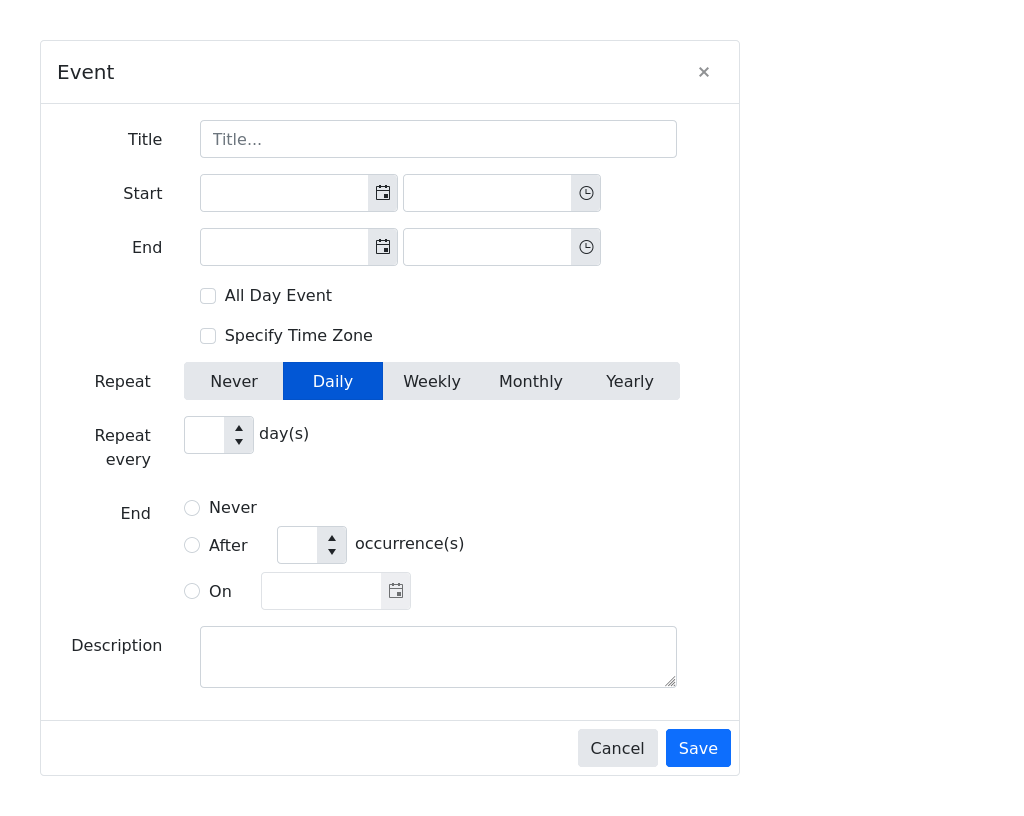 Event
Title
Title...
Start
End
All Day Event
Specify Time Zone
Repeat
Never Daily Weekly Monthly Yearly
Repeat
every
day(s)
End
Never
After
occurrence(s)
On
Description
Cancel Save